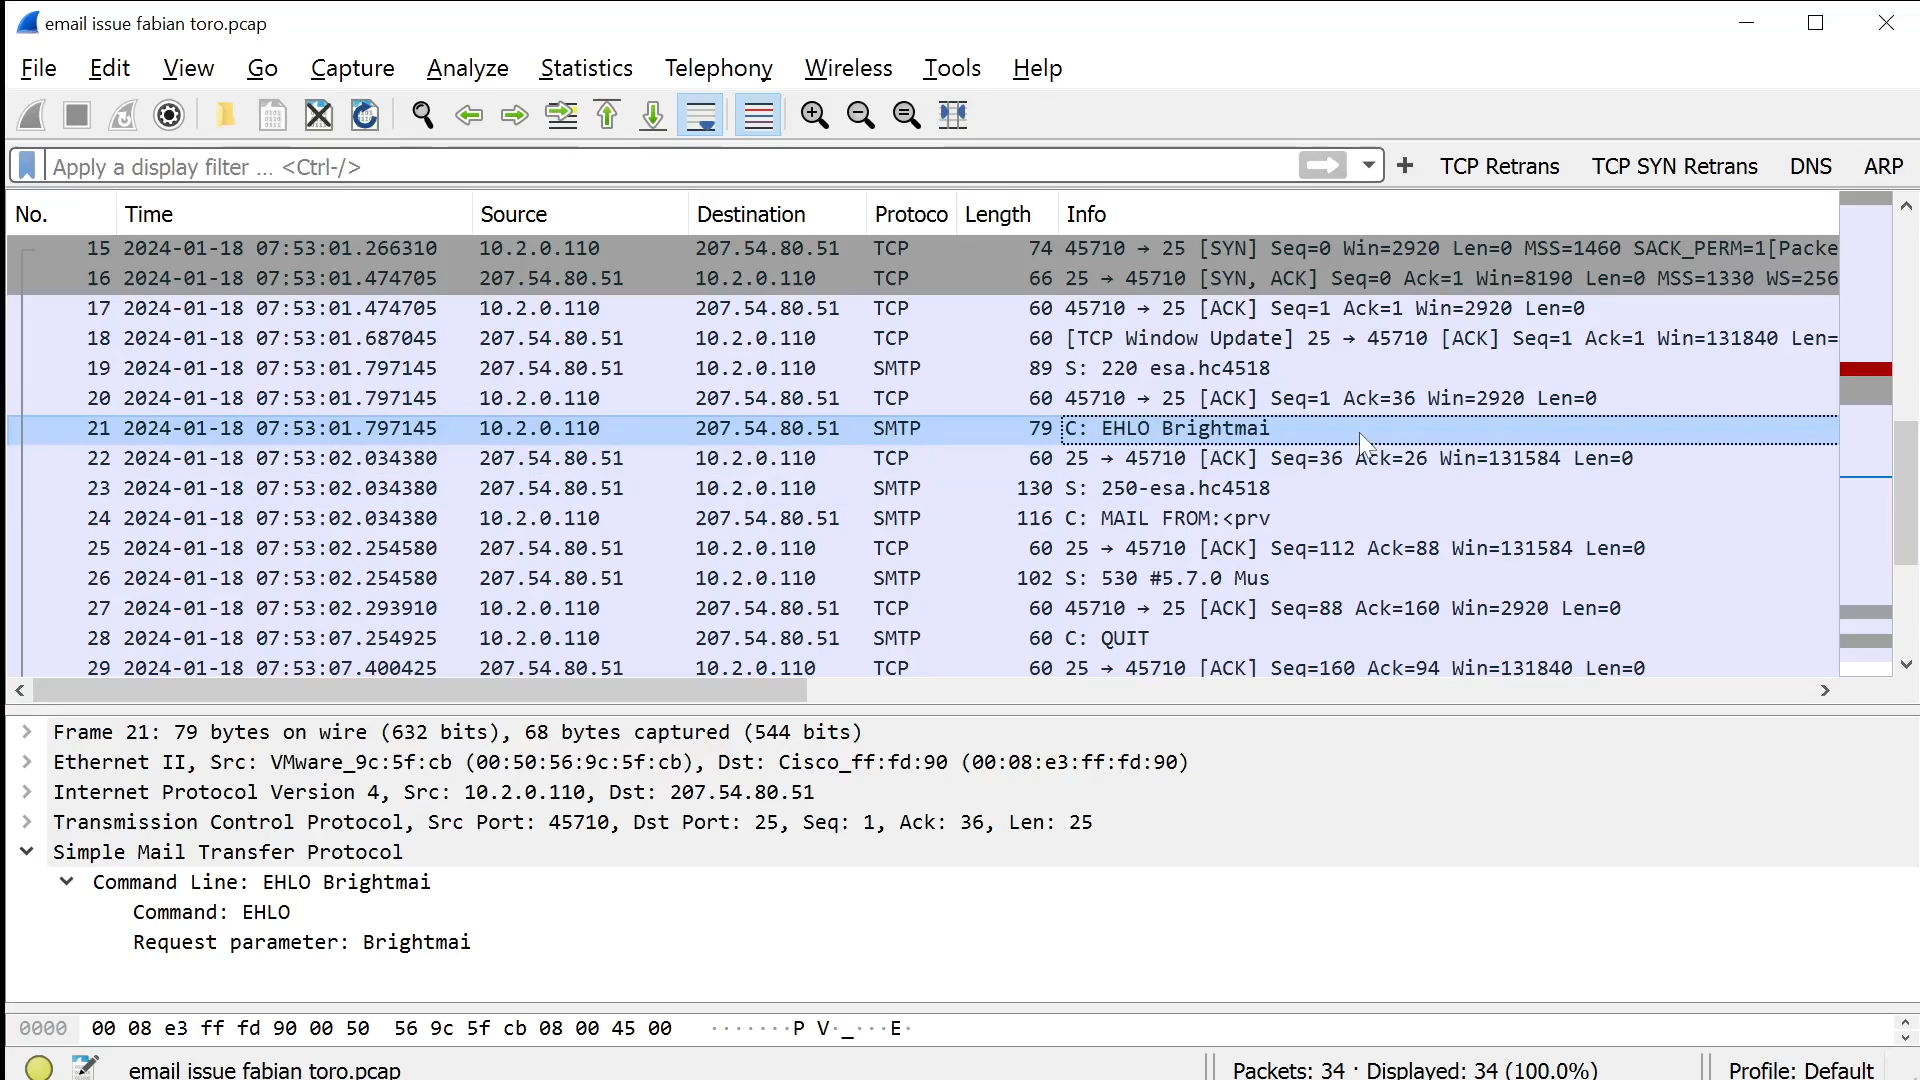 email issue fabian toro.pcap
File Edit View Go Capture Analyze Statistics Telephony Wireless Tools Help
Apply a display filter … <Ctrl-/> + TCP Retrans TCP SYN Retrans DNS ARP
No. Time Source Destination Protoco Length Info
15 2024-01-18 07:53:01.266310 10.2.0.110 207.54.80.51 TCP 74 45710 → 25 [SYN] Seq=0 Win=2920 Len=0 MSS=1460 SACK_PERM=1[Packe
16 2024-01-18 07:53:01.474705 207.54.80.51 10.2.0.110 TCP 66 25 → 45710 [SYN, ACK] Seq=0 Ack=1 Win=8190 Len=0 MSS=1330 WS=256
17 2024-01-18 07:53:01.474705 10.2.0.110 207.54.80.51 TCP 60 45710 → 25 [ACK] Seq=1 Ack=1 Win=2920 Len=0
18 2024-01-18 07:53:01.687045 207.54.80.51 10.2.0.110 TCP 60 [TCP Window Update] 25 → 45710 [ACK] Seq=1 Ack=1 Win=131840 Len=
19 2024-01-18 07:53:01.797145 207.54.80.51 10.2.0.110 SMTP 89 S: 220 esa.hc4518
20 2024-01-18 07:53:01.797145 10.2.0.110 207.54.80.51 TCP 60 45710 → 25 [ACK] Seq=1 Ack=36 Win=2920 Len=0
21 2024-01-18 07:53:01.797145 10.2.0.110 207.54.80.51 SMTP 79 C: EHLO Brightmai
22 2024-01-18 07:53:02.034380 207.54.80.51 10.2.0.110 TCP 60 25 → 45710 [ACK] Seq=36 Ack=26 Win=131584 Len=0
23 2024-01-18 07:53:02.034380 207.54.80.51 10.2.0.110 SMTP 130 S: 250-esa.hc4518
24 2024-01-18 07:53:02.034380 10.2.0.110 207.54.80.51 SMTP 116 C: MAIL FROM:<prv
25 2024-01-18 07:53:02.254580 207.54.80.51 10.2.0.110 TCP 60 25 → 45710 [ACK] Seq=112 Ack=88 Win=131584 Len=0
26 2024-01-18 07:53:02.254580 207.54.80.51 10.2.0.110 SMTP 102 S: 530 #5.7.0 Mus
27 2024-01-18 07:53:02.293910 10.2.0.110 207.54.80.51 TCP 60 45710 → 25 [ACK] Seq=88 Ack=160 Win=2920 Len=0
28 2024-01-18 07:53:07.254925 10.2.0.110 207.54.80.51 SMTP 60 C: QUIT
29 2024-01-18 07:53:07.400425 207.54.80.51 10.2.0.110 TCP 60 25 → 45710 [ACK] Seq=160 Ack=94 Win=131840 Len=0
Frame 21: 79 bytes on wire (632 bits), 68 bytes captured (544 bits)
Ethernet II, Src: VMware_9c:5f:cb (00:50:56:9c:5f:cb), Dst: Cisco_ff:fd:90 (00:08:e3:ff:fd:90)
Internet Protocol Version 4, Src: 10.2.0.110, Dst: 207.54.80.51
Transmission Control Protocol, Src Port: 45710, Dst Port: 25, Seq: 1, Ack: 36, Len: 25
Simple Mail Transfer Protocol
Command Line: EHLO Brightmai
Command: EHLO
Request parameter: Brightmai
0000 00 08 e3 ff fd 90 00 50 56 9c 5f cb 08 00 45 00 ·······P V·_···E·
email issue fabian toro.pcap Packets: 34 · Displayed: 34 (100.0%) Profile: Default